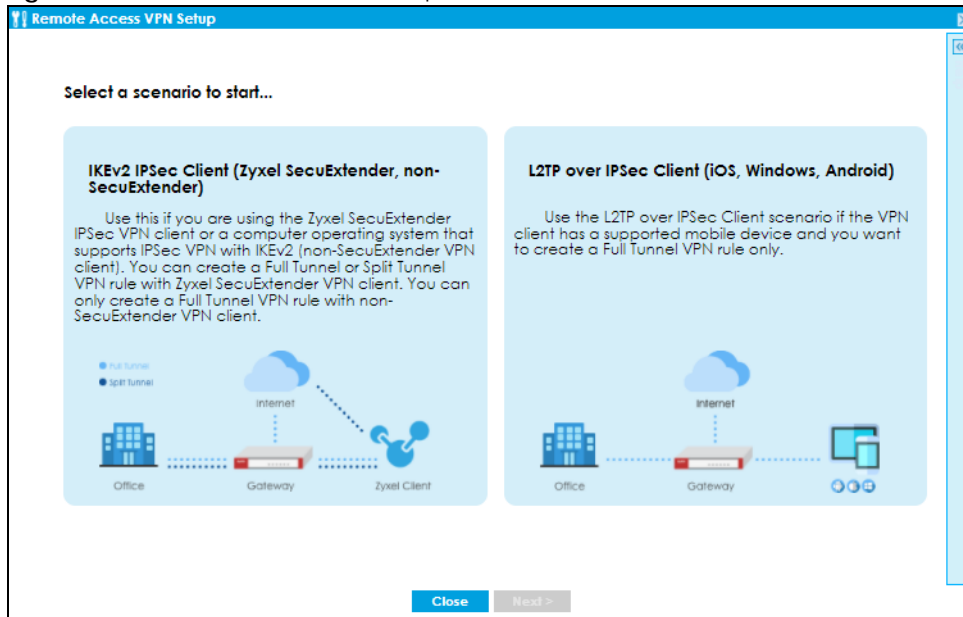 Remote Access VPN Setup
Select a scenario to start...
IKEv2 IPSec Client (Zyxel SecuExtender, non-
SecuExtender)
Use this if you are using the Zyxel SecuExtender
IPSec VPN client or a computer operating system that
supports IPSec VPN with IKEv2 (non-SecuExtender VPN
client). You can create a Full Tunnel or Split Tunnel
VPN rule with Zyxel SecuExtender VPN client. You can
only create a Full Tunnel VPN rule with non-
SecuExtender VPN client.
Full Tunnel
Split Tunnel
Internet
Office
Gateway
Zyxel Client
L2TP over IPSec Client (iOS, Windows, Android)
Use the L2TP over IPSec Client scenario if the VPN
client has a supported mobile device and you want
to create a Full Tunnel VPN rule only.
Internet
Office
Gateway
Close
Next >